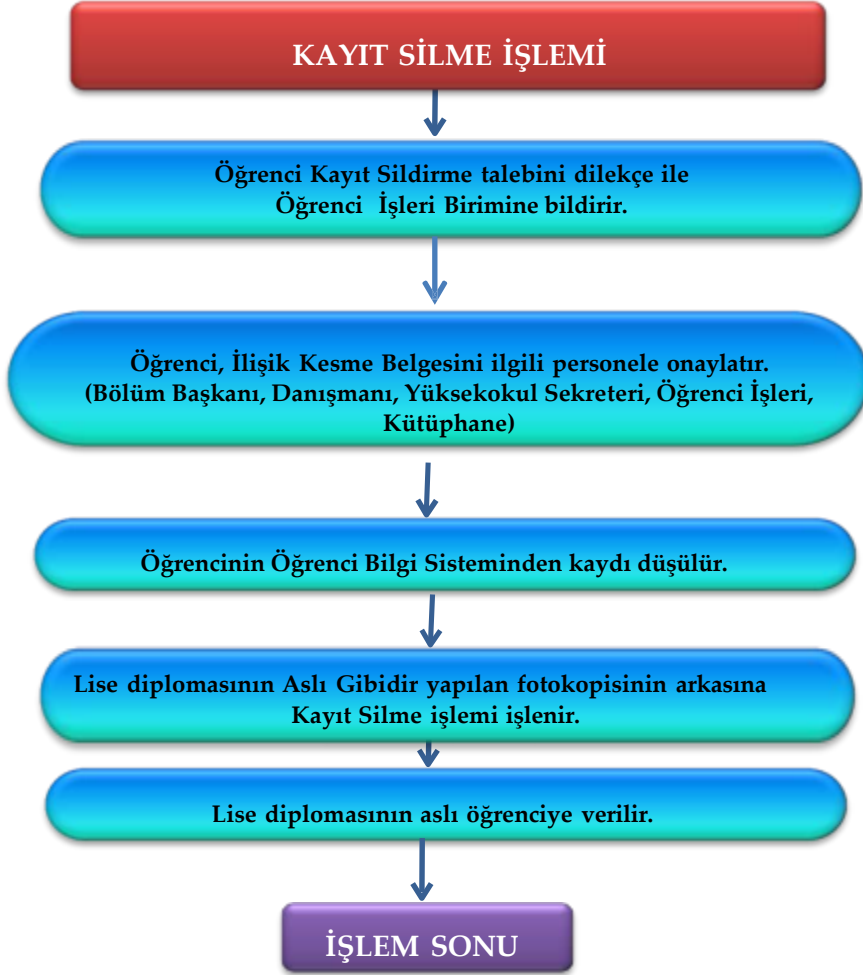 KAYIT SİLME İŞLEMİ
Öğrenci Kayıt Sildirme talebini dilekçe ile
Öğrenci İşleri Birimine bildirir.
Öğrenci, İlişik Kesme Belgesini ilgili personele onaylatır.
(Bölüm Başkanı, Danışmanı, Yüksekokul Sekreteri, Öğrenci İşleri,
Kütüphane)
Öğrencinin Öğrenci Bilgi Sisteminden kaydı düşülür.
Lise diplomasının Aslı Gibidir yapılan fotokopisinin arkasına
Kayıt Silme işlemi işlenir.
Lise diplomasının aslı öğrenciye verilir.
İŞLEM SONU